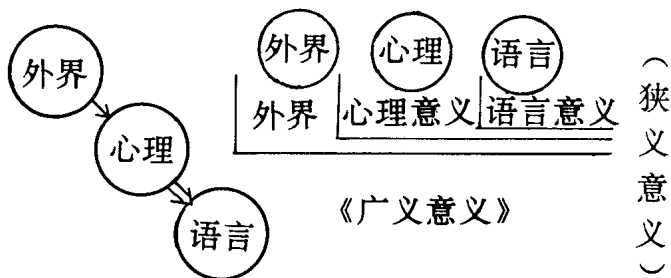 外界
心理
语言
外界 心理 语言
外界 心理意义 语言意义
《广义意义》
（狭义意义）